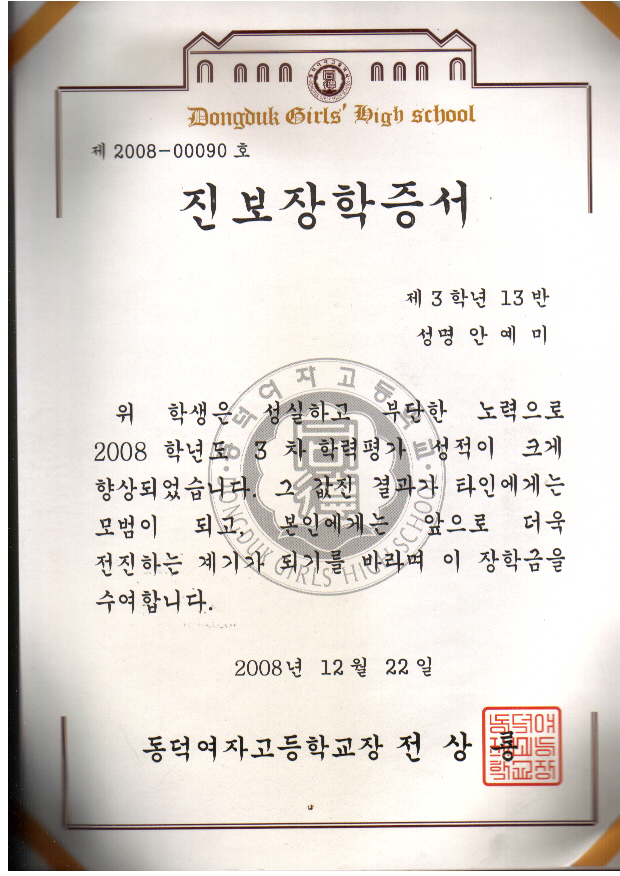 Dongduk Girls' High school
제 2008-00090 호
진보장학증서
제 3 학년 13 반
성명 안 예 미
위 학생은 성실하고 부단한 노력으로
2008 학년도 3 차 학력평가 성적이 크게
향상되었습니다. 그 값진 결과가 타인에게는
모범이 되고, 본인에게는 앞으로 더욱
전진하는 계기가 되기를 바라며 이 장학금을
수여합니다.
동덕여자고등학교
DONGDUK GIRLS' HIGH SCHOOL
2008년 12월 22일
동덕여자고등학교장 전 상 룡
동덕여
자고등
학교장